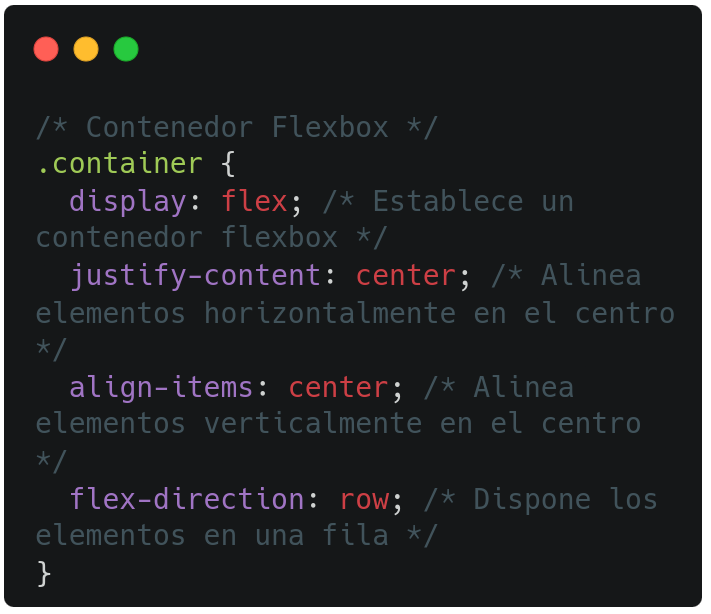 /* Contenedor Flexbox */
.container {
  display: flex; /* Establece un
contenedor flexbox */
  justify-content: center; /* Alinea
elementos horizontalmente en el centro
*/
  align-items: center; /* Alinea
elementos verticalmente en el centro
*/
  flex-direction: row; /* Dispone los
elementos en una fila */
}